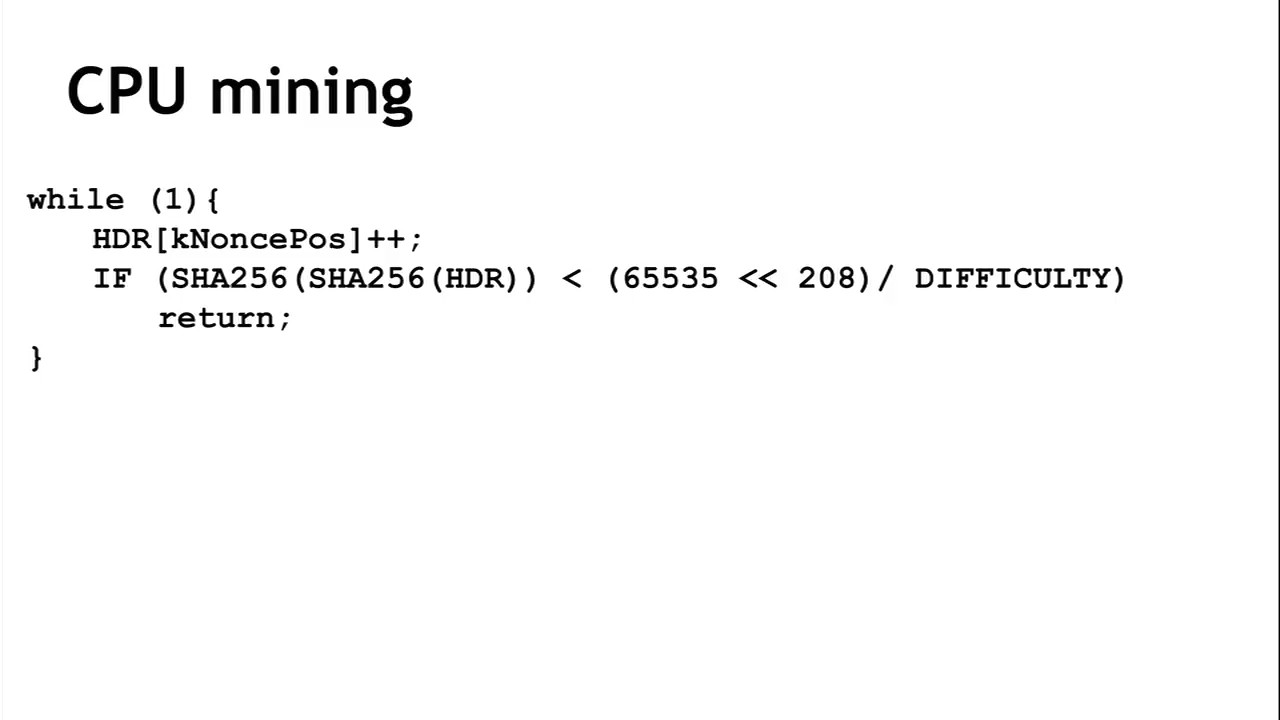 CPU mining
while (1){
HDR[kNoncePos]++;
IF (SHA256(SHA256(HDR)) < (65535 << 208)/ DIFFICULTY)
return;
}